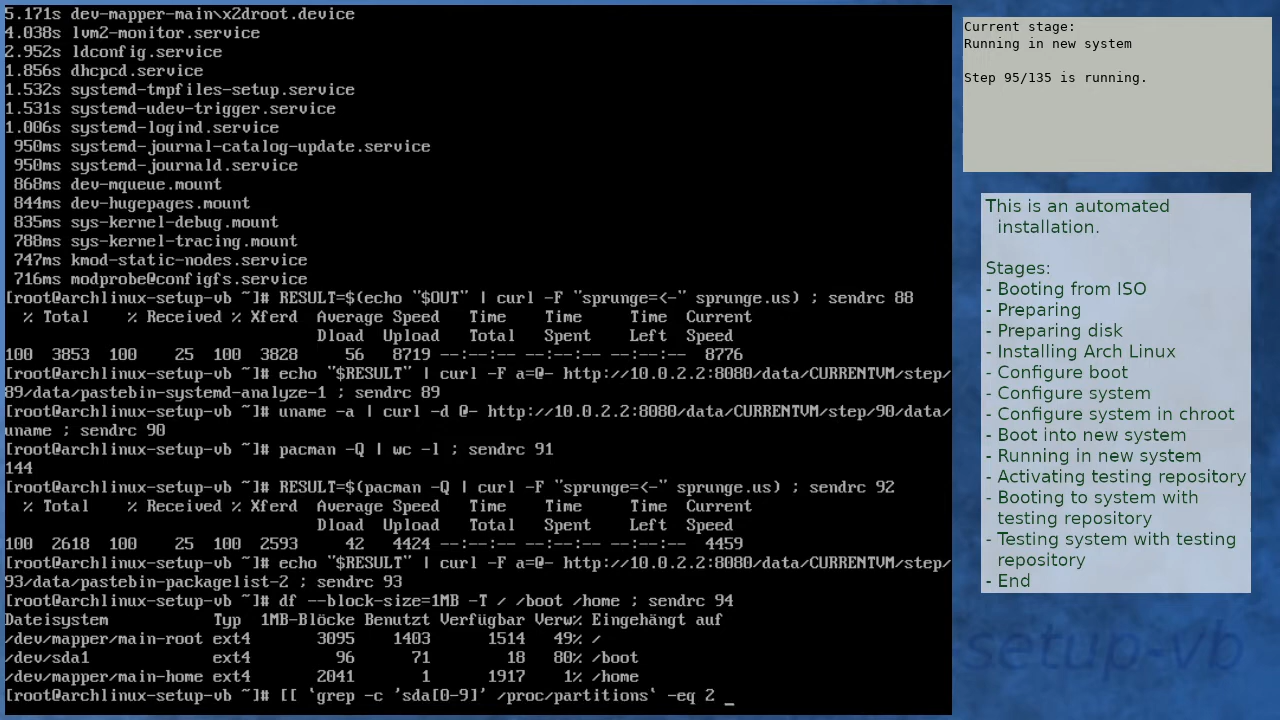 5.171s dev-mapper-main\x2droot.device
4.038s lvm2-monitor.service
2.952s ldconfig.service
1.856s dhcpcd.service
1.532s systemd-tmpfiles-setup.service
1.531s systemd-udev-trigger.service
1.006s systemd-logind.service
 950ms systemd-journal-catalog-update.service
 950ms systemd-journald.service
 868ms dev-mqueue.mount
 844ms dev-hugepages.mount
 835ms sys-kernel-debug.mount
 788ms sys-kernel-tracing.mount
 747ms kmod-static-nodes.service
 716ms modprobe@configfs.service
[root@archlinux-setup-vb ~]# RESULT=$(echo "$OUT" | curl -F "sprunge=<-" sprunge.us) ; sendrc 88
  % Total    % Received % Xferd  Average Speed   Time    Time     Time  Current
                                 Dload  Upload   Total   Spent    Left  Speed
100  3853  100    25  100  3828     56   8719 --:--:-- --:--:-- --:--:--  8776
[root@archlinux-setup-vb ~]# echo "$RESULT" | curl -F a=@- http://10.0.2.2:8080/data/CURRENTVM/step/
89/data/pastebin-systemd-analyze-1 ; sendrc 89
[root@archlinux-setup-vb ~]# uname -a | curl -d @- http://10.0.2.2:8080/data/CURRENTVM/step/90/data/
uname ; sendrc 90
[root@archlinux-setup-vb ~]# pacman -Q | wc -l ; sendrc 91
144
[root@archlinux-setup-vb ~]# RESULT=$(pacman -Q | curl -F "sprunge=<-" sprunge.us) ; sendrc 92
  % Total    % Received % Xferd  Average Speed   Time    Time     Time  Current
                                 Dload  Upload   Total   Spent    Left  Speed
100  2618  100    25  100  2593     42   4424 --:--:-- --:--:-- --:--:--  4459
[root@archlinux-setup-vb ~]# echo "$RESULT" | curl -F a=@- http://10.0.2.2:8080/data/CURRENTVM/step/
93/data/pastebin-packagelist-2 ; sendrc 93
[root@archlinux-setup-vb ~]# df --block-size=1MB -T / /boot /home ; sendrc 94
Dateisystem           Typ  1MB-Blöcke Benutzt Verfügbar Verw% Eingehängt auf
/dev/mapper/main-root ext4       3095    1403      1514   49% /
/dev/sda1             ext4         96      71        18   80% /boot
/dev/mapper/main-home ext4       2041       1      1917    1% /home
[root@archlinux-setup-vb ~]# [[ `grep -c 'sda[0-9]' /proc/partitions` -eq 2 _
Current stage:
Running in new system
Step 95/135 is running.
This is an automated
installation.
Stages:
- Booting from ISO
- Preparing
- Preparing disk
- Installing Arch Linux
- Configure boot
- Configure system
- Configure system in chroot
- Boot into new system
- Running in new system
- Activating testing repository
- Booting to system with
testing repository
- Testing system with testing
repository
- End
setup-vb